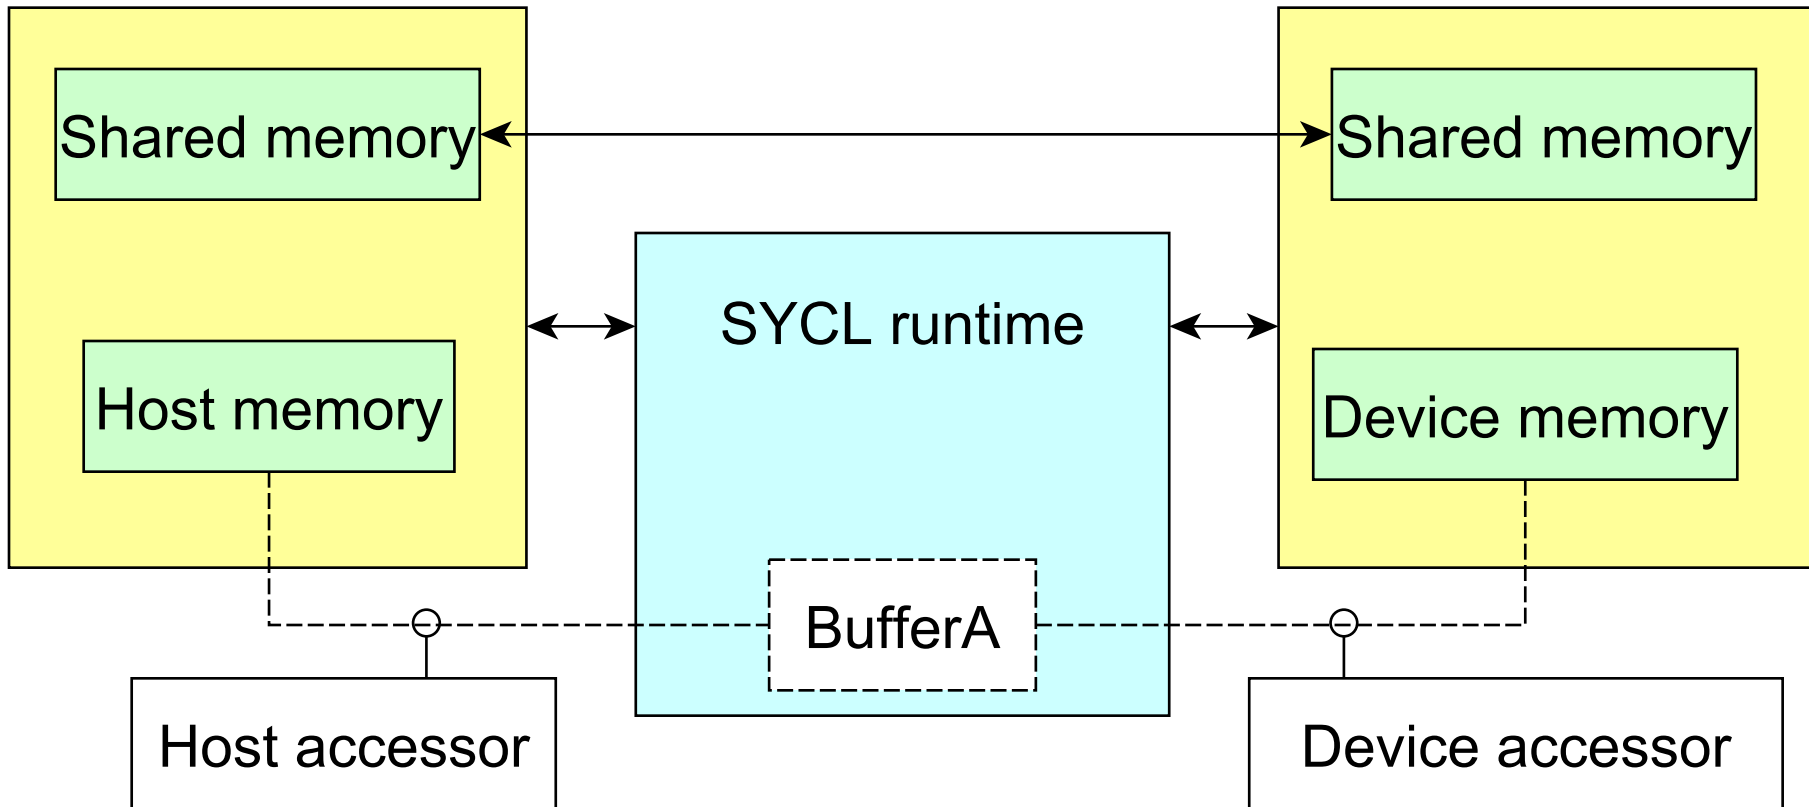 Shared memory
Shared memory
SYCL runtime
Host memory
Device memory
BufferA
Host accessor
Device accessor